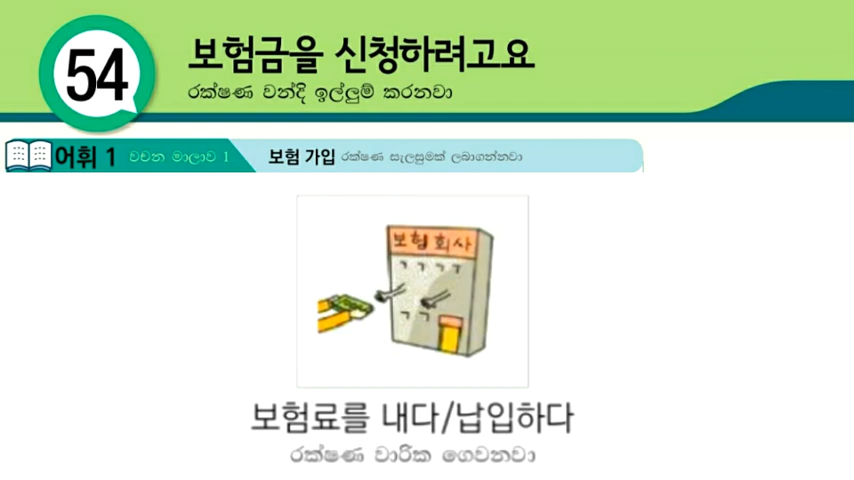 54
보험금을 신청하려고요
රක්ෂණ වන්දි ඉල්ලුම් කරනවා
어휘 1 වචන මාලාව 1 보험 가입 රක්ෂණ සැලසුමක් ලබාගන්නවා
보험회사
보험료를 내다/납입하다
රක්ෂණ වාරික ගෙවනවා